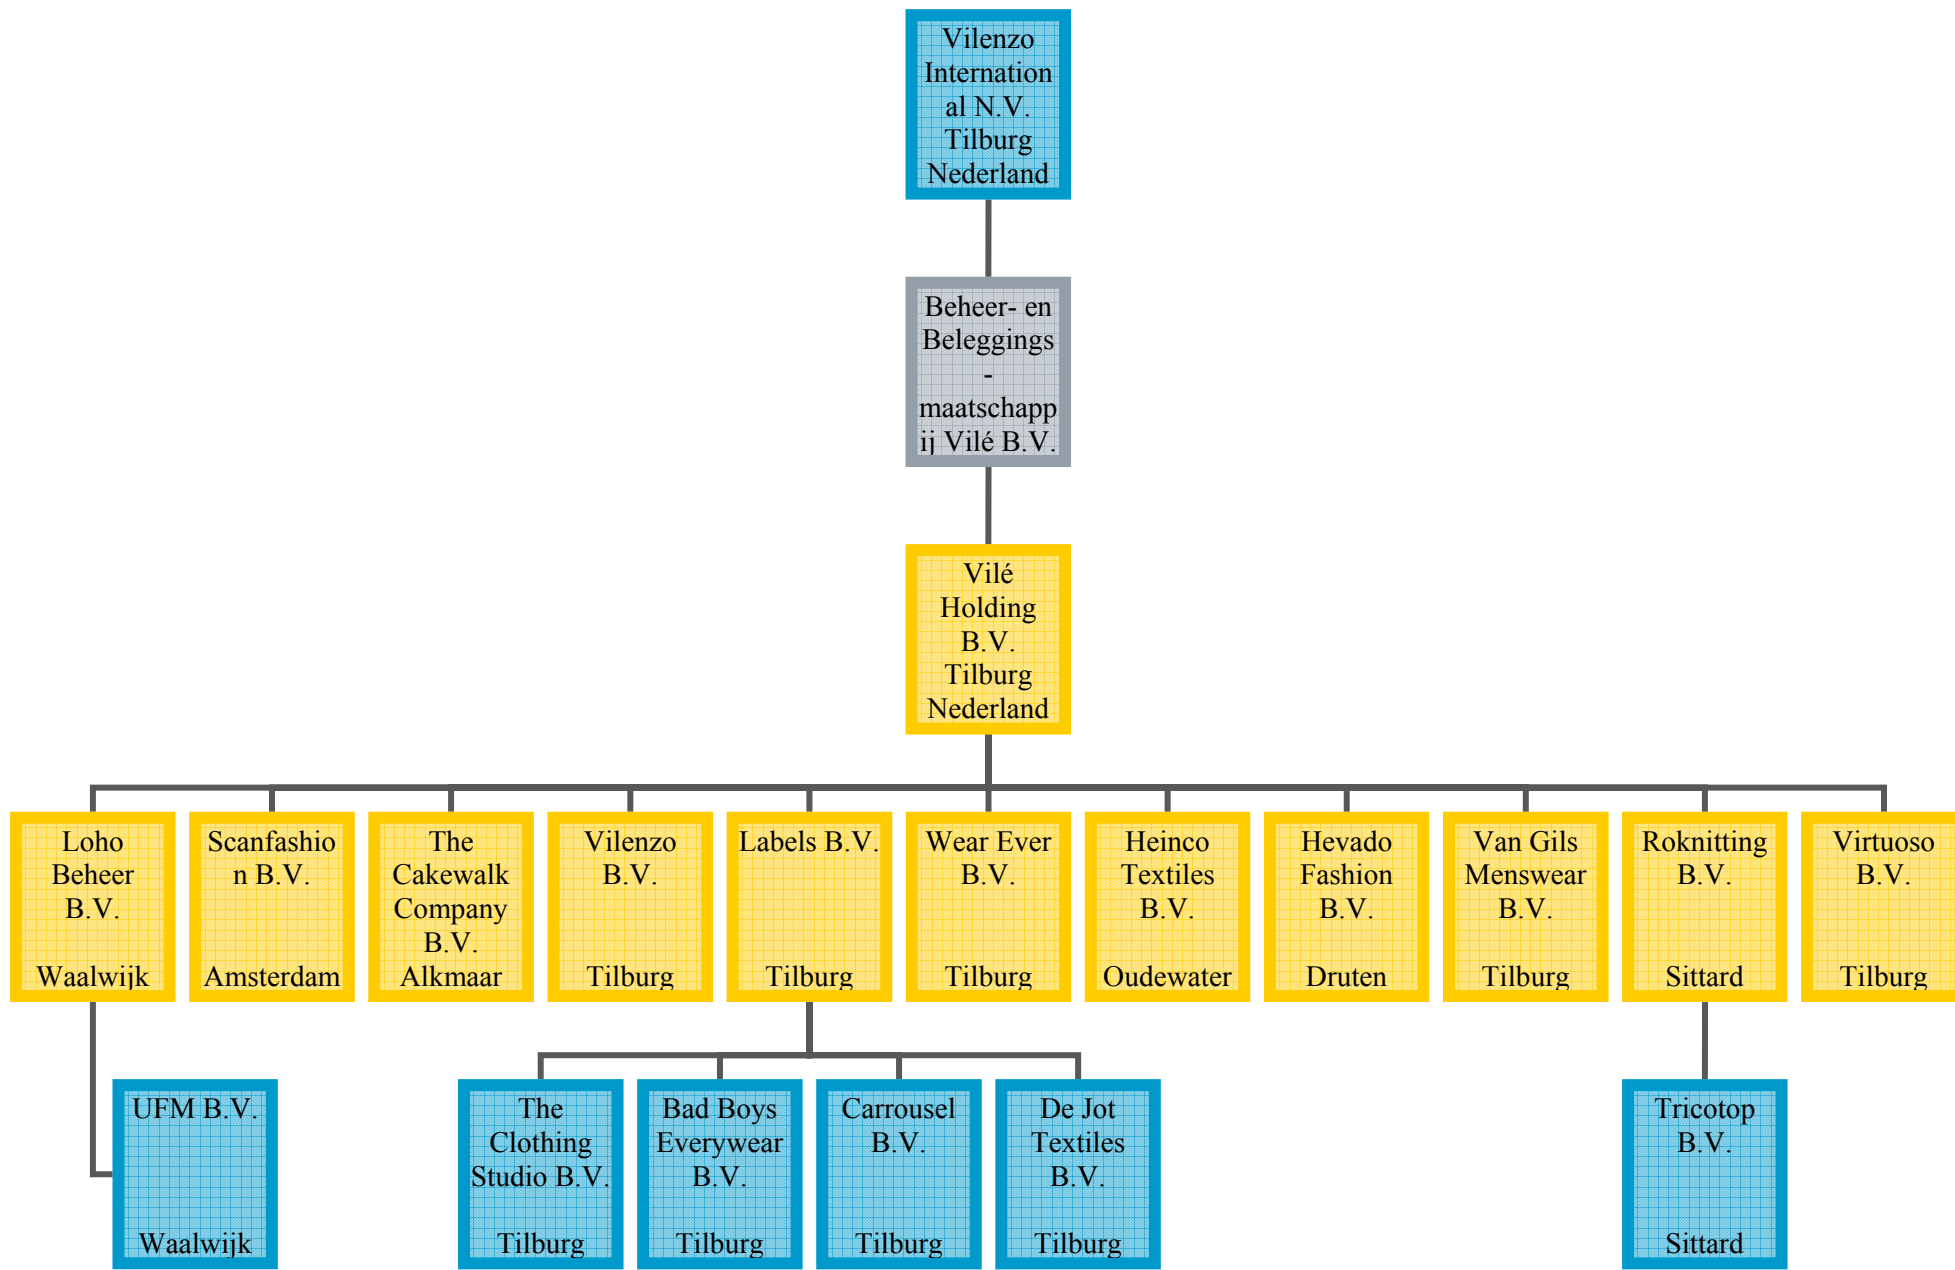 Vilenzo
Internation
al N.V.
Tilburg
Nederland
Beheer- en
Beleggings
-
maatschapp
ij Vilé B.V.
Vilé
Holding
B.V.
Tilburg
Nederland
Loho
Beheer
B.V.
Waalwijk
Scanfashio
n B.V.
Amsterdam
The
Cakewalk
Company
B.V.
Alkmaar
Vilenzo
B.V.
Tilburg
Labels B.V.
Tilburg
Wear Ever
B.V.
Tilburg
Heinco
Textiles
B.V.
Oudewater
Hevado
Fashion
B.V.
Druten
Van Gils
Menswear
B.V.
Tilburg
Roknitting
B.V.
Sittard
Virtuoso
B.V.
Tilburg
UFM B.V.
Waalwijk
The
Clothing
Studio B.V.
Tilburg
Bad Boys
Everywear
B.V.
Tilburg
Carrousel
B.V.
Tilburg
De Jot
Textiles
B.V.
Tilburg
Tricotop
B.V.
Sittard